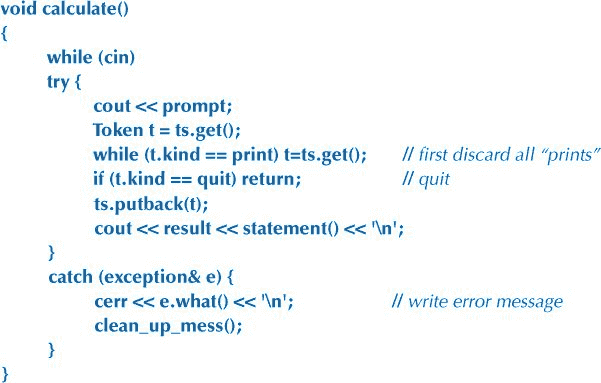 void calculate()
{
while (cin)
try {
cout << prompt;
Token t = ts.get();
while (t.kind == print) t=ts.get(); // first discard all “prints”
if (t.kind == quit) return; // quit
ts.putback(t);
cout << result << statement() << '\n';
}
catch (exception& e) {
cerr << e.what() << '\n'; // write error message
clean_up_mess();
}
}